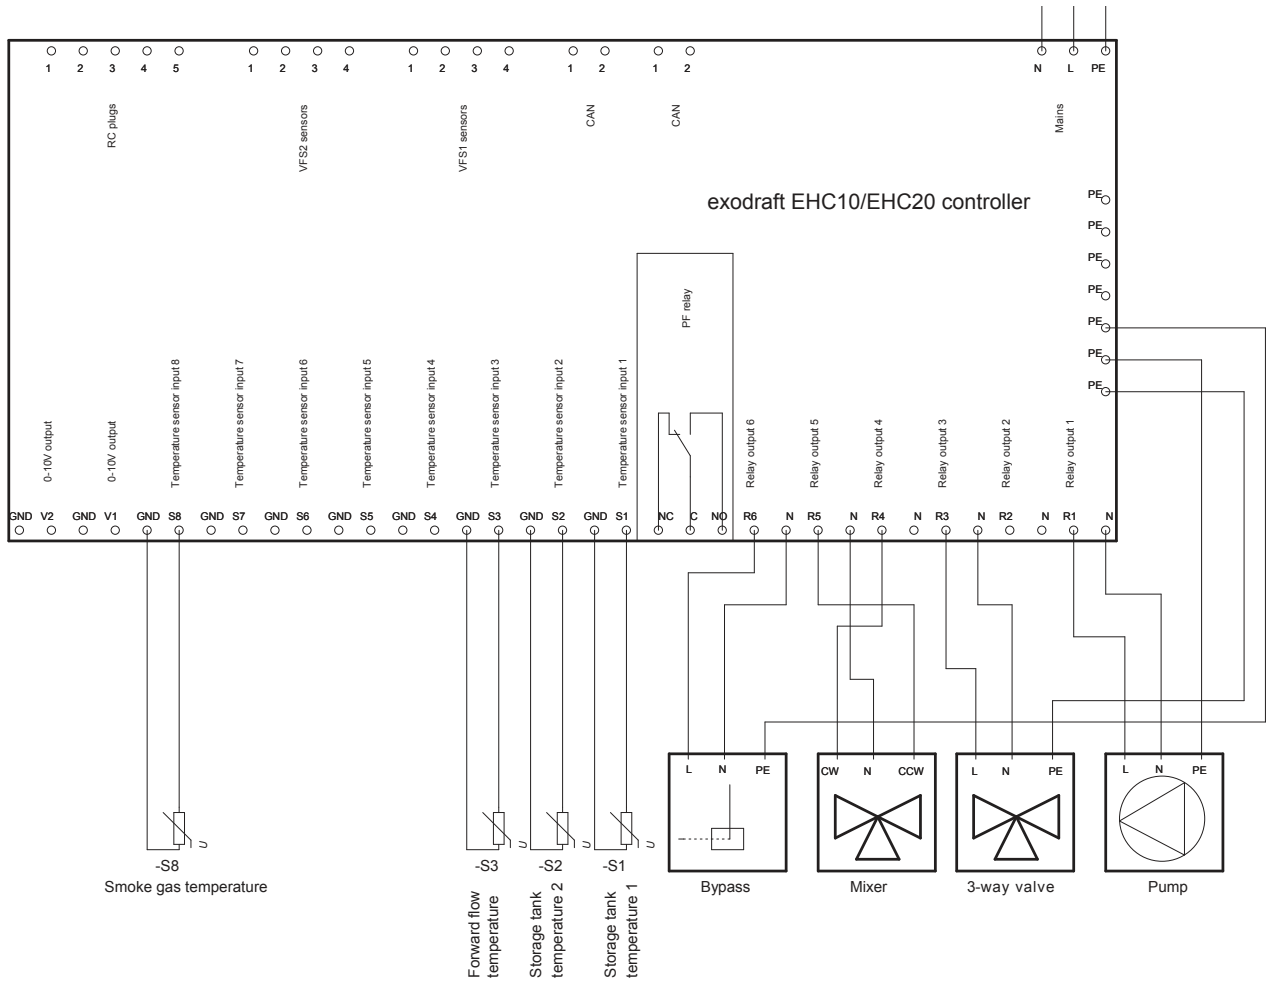 1 2 3 4 5 1 2 3 4 1 2 3 4 1 2 1 2 N L PE
RC plugs
VFS2 sensors
VFS1 sensors
CAN
CAN
Mains
exodraft EHC10/EHC20 controller
PE
PE
PE
PE
PE
PE
PE
PF relay
0-10V output
0-10V output
Temperature sensor input 8
Temperature sensor input 7
Temperature sensor input 6
Temperature sensor input 5
Temperature sensor input 4
Temperature sensor input 3
Temperature sensor input 2
Temperature sensor input 1
Relay output 6
Relay output 5
Relay output 4
Relay output 3
Relay output 2
Relay output 1
GND V2 GND V1 GND S8 GND S7 GND S6 GND S5 GND S4 GND S3 GND S2 GND S1 NC C NO R6 N R5 N R4 N R3 N R2 N R1 N
L N PE
CW N CCW
L N PE
L N PE
U U U U
-S8
-S3
-S2
-S1
Smoke gas temperature
Forward flow
temperature
Storage tank
temperature 2
Storage tank
temperature 1
Bypass
Mixer
3-way valve
Pump